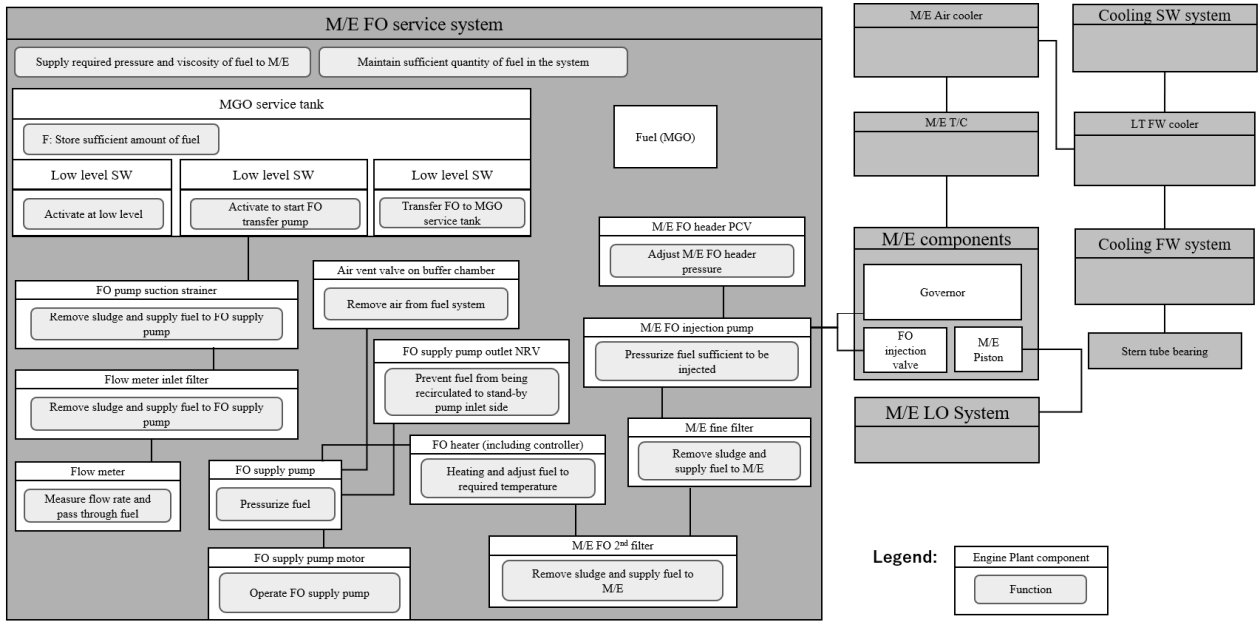 M/E FO service system
Supply required pressure and viscosity of fuel to M/E
Maintain sufficient quantity of fuel in the system
MGO service tank
F: Store sufficient amount of fuel
Low level SW
Activate at low level
Low level SW
Activate to start FO
transfer pump
Low level SW
Transfer FO to MGO
service tank
Fuel (MGO)
FO pump suction strainer
Remove sludge and supply fuel to FO supply
pump
Flow meter inlet filter
Remove sludge and supply fuel to FO supply
pump
Flow meter
Measure flow rate and
pass through fuel
Air vent valve on buffer chamber
Remove air from fuel system
FO supply pump outlet NRV
Prevent fuel from being
recirculated to stand-by
pump inlet side
FO supply pump
Pressurize fuel
FO supply pump motor
Operate FO supply pump
FO heater (including controller)
Heating and adjust fuel to
required temperature
M/E FO header PCV
Adjust M/E FO header
pressure
M/E FO injection pump
Pressurize fuel sufficient to be
injected
M/E fine filter
Remove sludge and
supply fuel to M/E
M/E FO 2nd filter
Remove sludge and supply fuel to
M/E
M/E Air cooler
M/E T/C
M/E components
Governor
FO
injection
valve
M/E
Piston
M/E LO System
Cooling SW system
LT FW cooler
Cooling FW system
Stern tube bearing
Legend:
Engine Plant component
Function